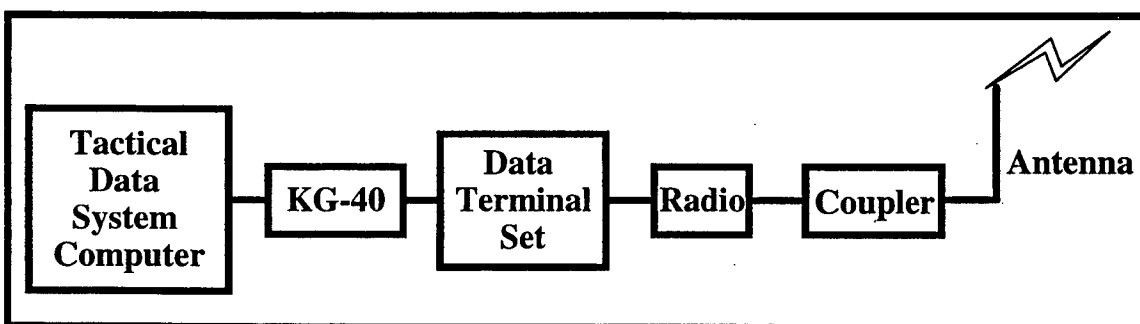 Tactical
Data
System
Computer
KG-40
Data
Terminal
Set
Radio
Coupler
Antenna